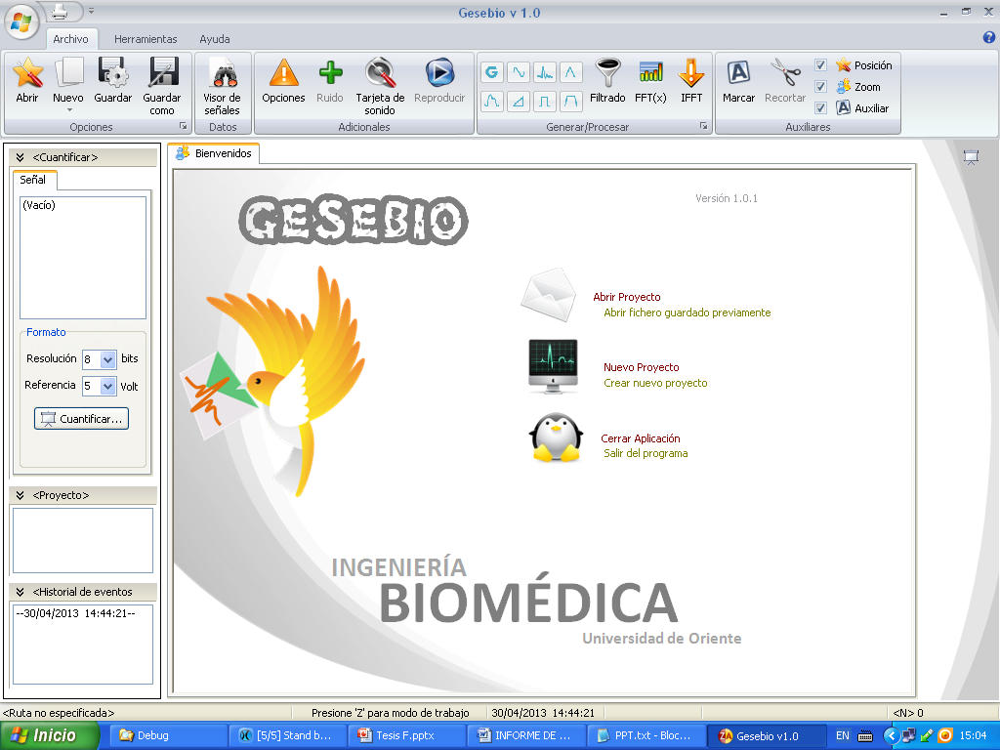 Gesebio v 1.0
Archivo Herramientas Ayuda
Abrir Nuevo Guardar Guardar como Visor de señales Opciones Ruido Tarjeta de sonido Reproducir G Filtrado FFT(x) IFFT Marcar Recortar
Posición
Zoom
Auxiliar
Opciones Datos Adicionales Generar/Procesar Auxiliares
<Cuantificar>
Señal
(Vacío)
Formato
Resolución 8 bits
Referencia 5 Volt
Cuantificar...
<Proyecto>
<Historial de eventos
--30/04/2013 14:44:21--
Bienvenidos
GESEBIO
Versión 1.0.1
Abrir Proyecto
Abrir fichero guardado previamente
Nuevo Proyecto
Crear nuevo proyecto
Cerrar Aplicación
Salir del programa
INGENIERÍA
BIOMÉDICA
Universidad de Oriente
<Ruta no especificada> Presione 'Z' para modo de trabajo 30/04/2013 14:44:21 <N> 0
Inicio Debug [5/5] Stand b... Tesis F.pptx INFORME DE ... PPT.txt - Bloc... Gesebio v1.0 EN 15:04